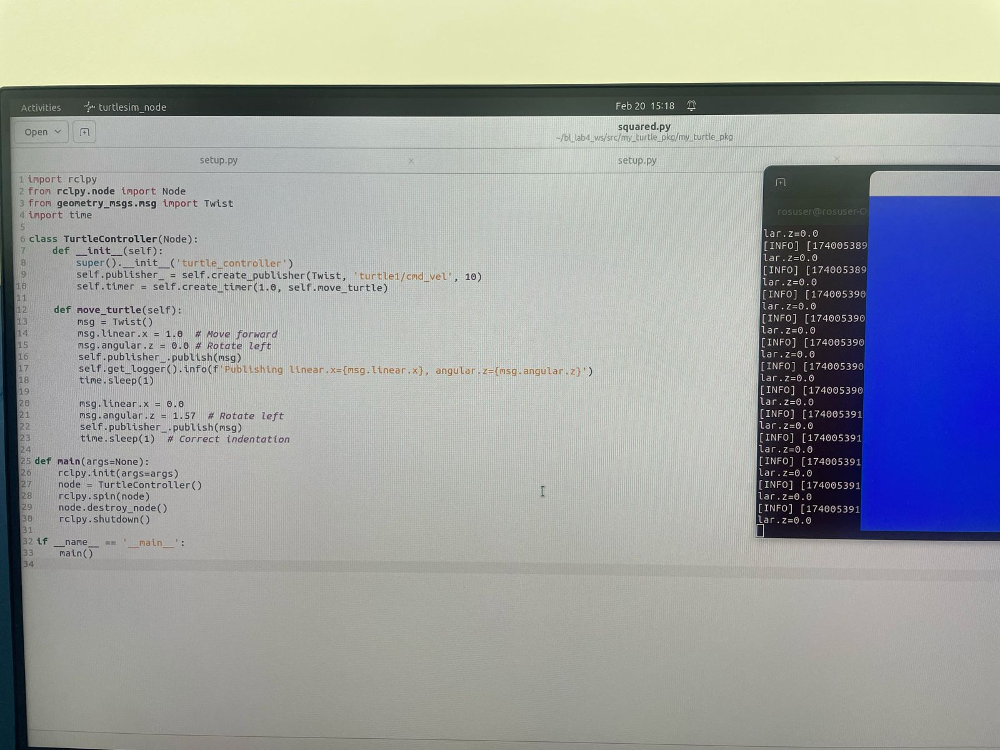 Activities turtlesim_node Feb 20 15:18
Open squared.py
~/bl_lab4_ws/src/my_turtle_pkg/my_turtle_pkg
setup.py × setup.py ×
1 import rclpy
2 from rclpy.node import Node
3 from geometry_msgs.msg import Twist
4 import time
5
6 class TurtleController(Node):
7     def __init__(self):
8         super().__init__('turtle_controller')
9         self.publisher_ = self.create_publisher(Twist, 'turtle1/cmd_vel', 10)
10         self.timer = self.create_timer(1.0, self.move_turtle)
11
12     def move_turtle(self):
13         msg = Twist()
14         msg.linear.x = 1.0  # Move forward
15         msg.angular.z = 0.0 # Rotate left
16         self.publisher_.publish(msg)
17         self.get_logger().info(f'Publishing linear.x={msg.linear.x}, angular.z={msg.angular.z}')
18         time.sleep(1)
19
20         msg.linear.x = 0.0
21         msg.angular.z = 1.57  # Rotate left
22         self.publisher_.publish(msg)
23         time.sleep(1)  # Correct indentation
24
25 def main(args=None):
26     rclpy.init(args=args)
27     node = TurtleController()
28     rclpy.spin(node)
29     node.destroy_node()
30     rclpy.shutdown()
31
32 if __name__ == '__main__':
33     main()
34
rosuser@rosuser-O
lar.z=0.0
[INFO] [174005389
lar.z=0.0
[INFO] [174005389
lar.z=0.0
[INFO] [174005390
lar.z=0.0
[INFO] [174005390
lar.z=0.0
[INFO] [174005390
lar.z=0.0
[INFO] [174005390
lar.z=0.0
[INFO] [174005390
lar.z=0.0
[INFO] [174005391
lar.z=0.0
[INFO] [174005391
lar.z=0.0
[INFO] [174005391
lar.z=0.0
[INFO] [174005391
lar.z=0.0
[INFO] [174005391
lar.z=0.0